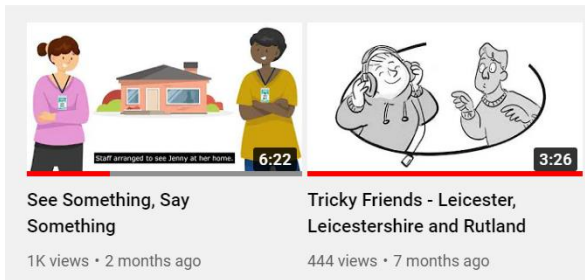 Staff arranged to see Jenny at her home.
6:22
3:26
See Something, Say
Something
1K views • 2 months ago
Tricky Friends - Leicester,
Leicestershire and Rutland
444 views • 7 months ago